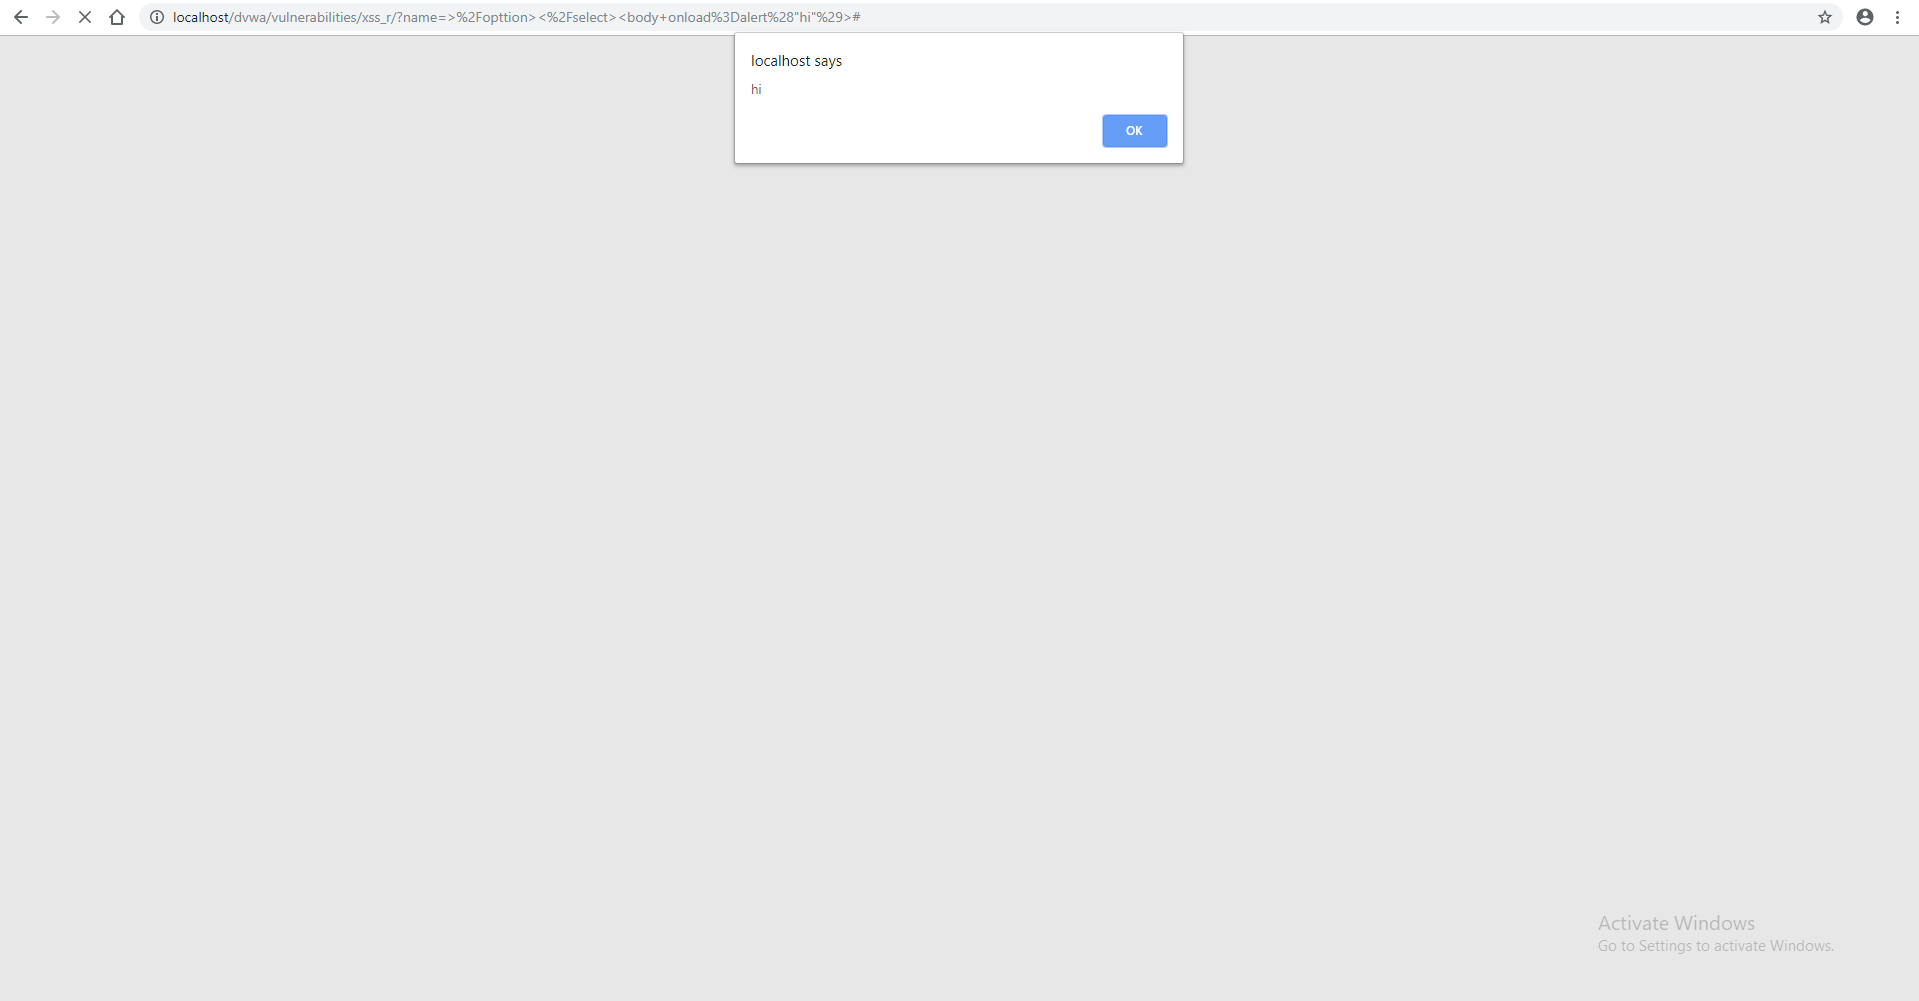 localhost/dvwa/vulnerabilities/xss_r/?name=>%2Fopttion><%2Fselect><body+onload%3Dalert%28"hi"%29>#
localhost says
hi
OK
Activate Windows
Go to Settings to activate Windows.